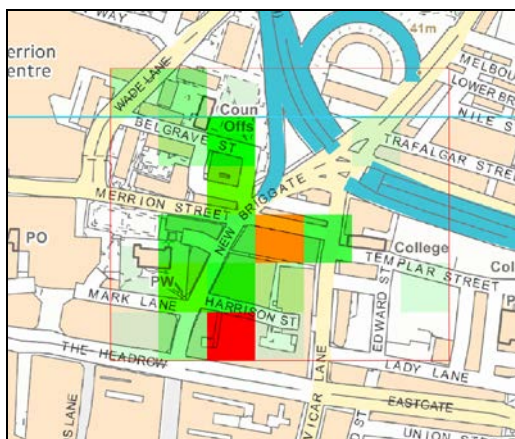 WAY
41m
errion
entre
WADE LANE
MELBOU
LOWER BR
NILE S
Coun
Offs
BELGRAVE ST
TRAFALGAR STREET
MERRION STREET
NEW BRIGGATE
PO
College
TEMPLAR STREET
Col
PW
MARK LANE
HARRISON ST
EDWARD ST
P
THE HEADROW
LADY LANE
VICAR LANE
EASTGATE
S LANE
ST
UNION STREET